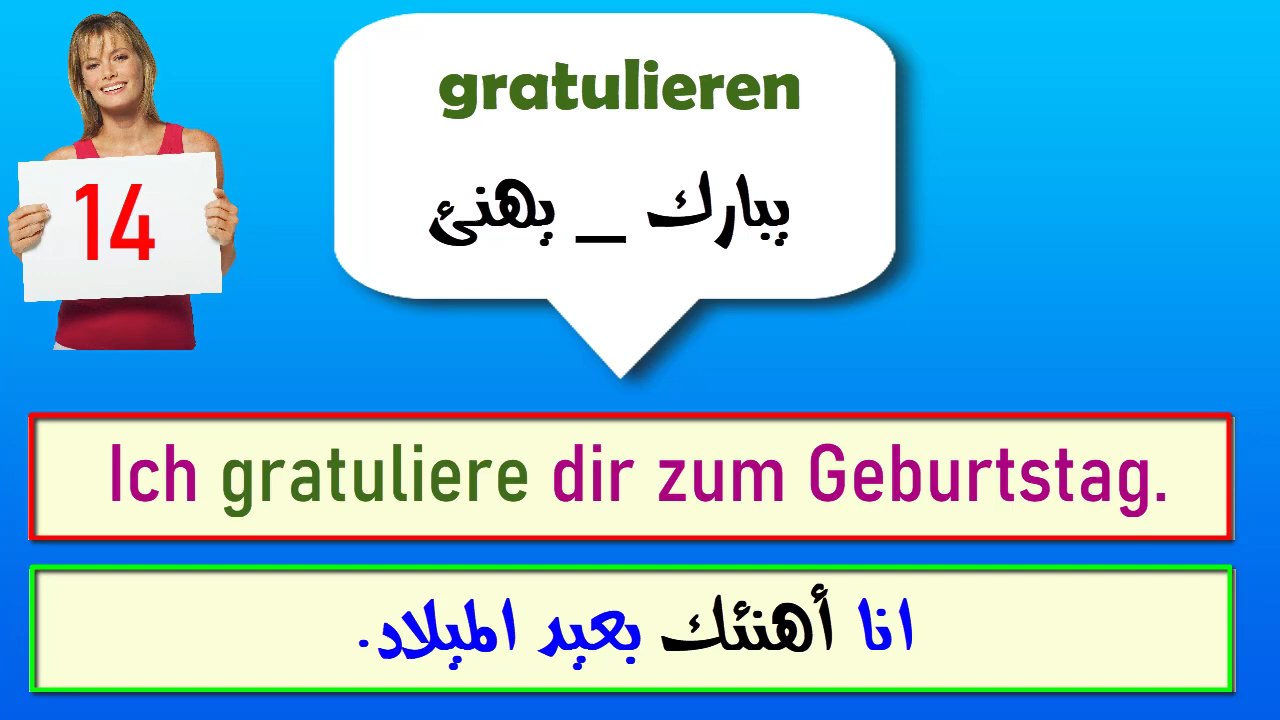 14
gratulieren
يبارك _ يهنئ
Ich gratuliere dir zum Geburtstag.
انا أهنئك بعيد الميلاد.